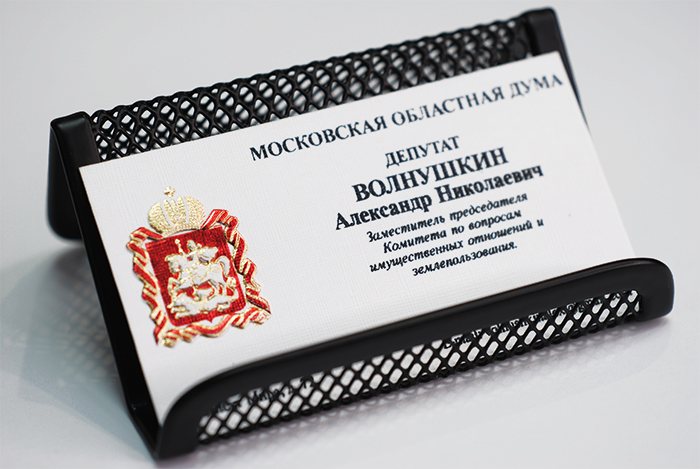 МОСКОВСКАЯ ОБЛАСТНАЯ ДУМА
ДЕПУТАТ
ВОЛНУШКИН
Александр Николаевич
Заместитель председателя
Комитета по вопросам
имущественных отношений и
землепользования.